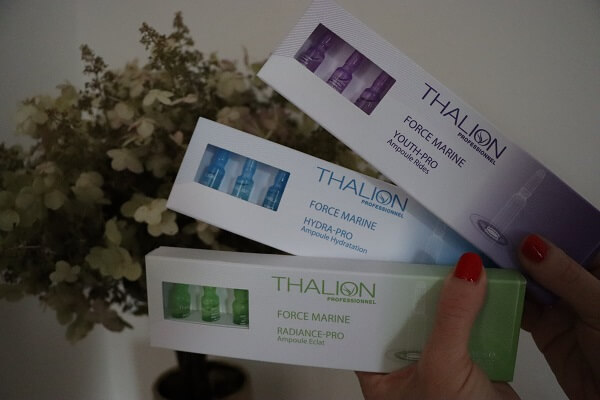 THALION
PROFESSIONNEL
FORCE MARINE
YOUTH-PRO
Ampoule Rides
THALION
PROFESSIONNEL
FORCE MARINE
HYDRA-PRO
Ampoule Hydratation
THALION
PROFESSIONNEL
FORCE MARINE
RADIANCE-PRO
Ampoule Eclat